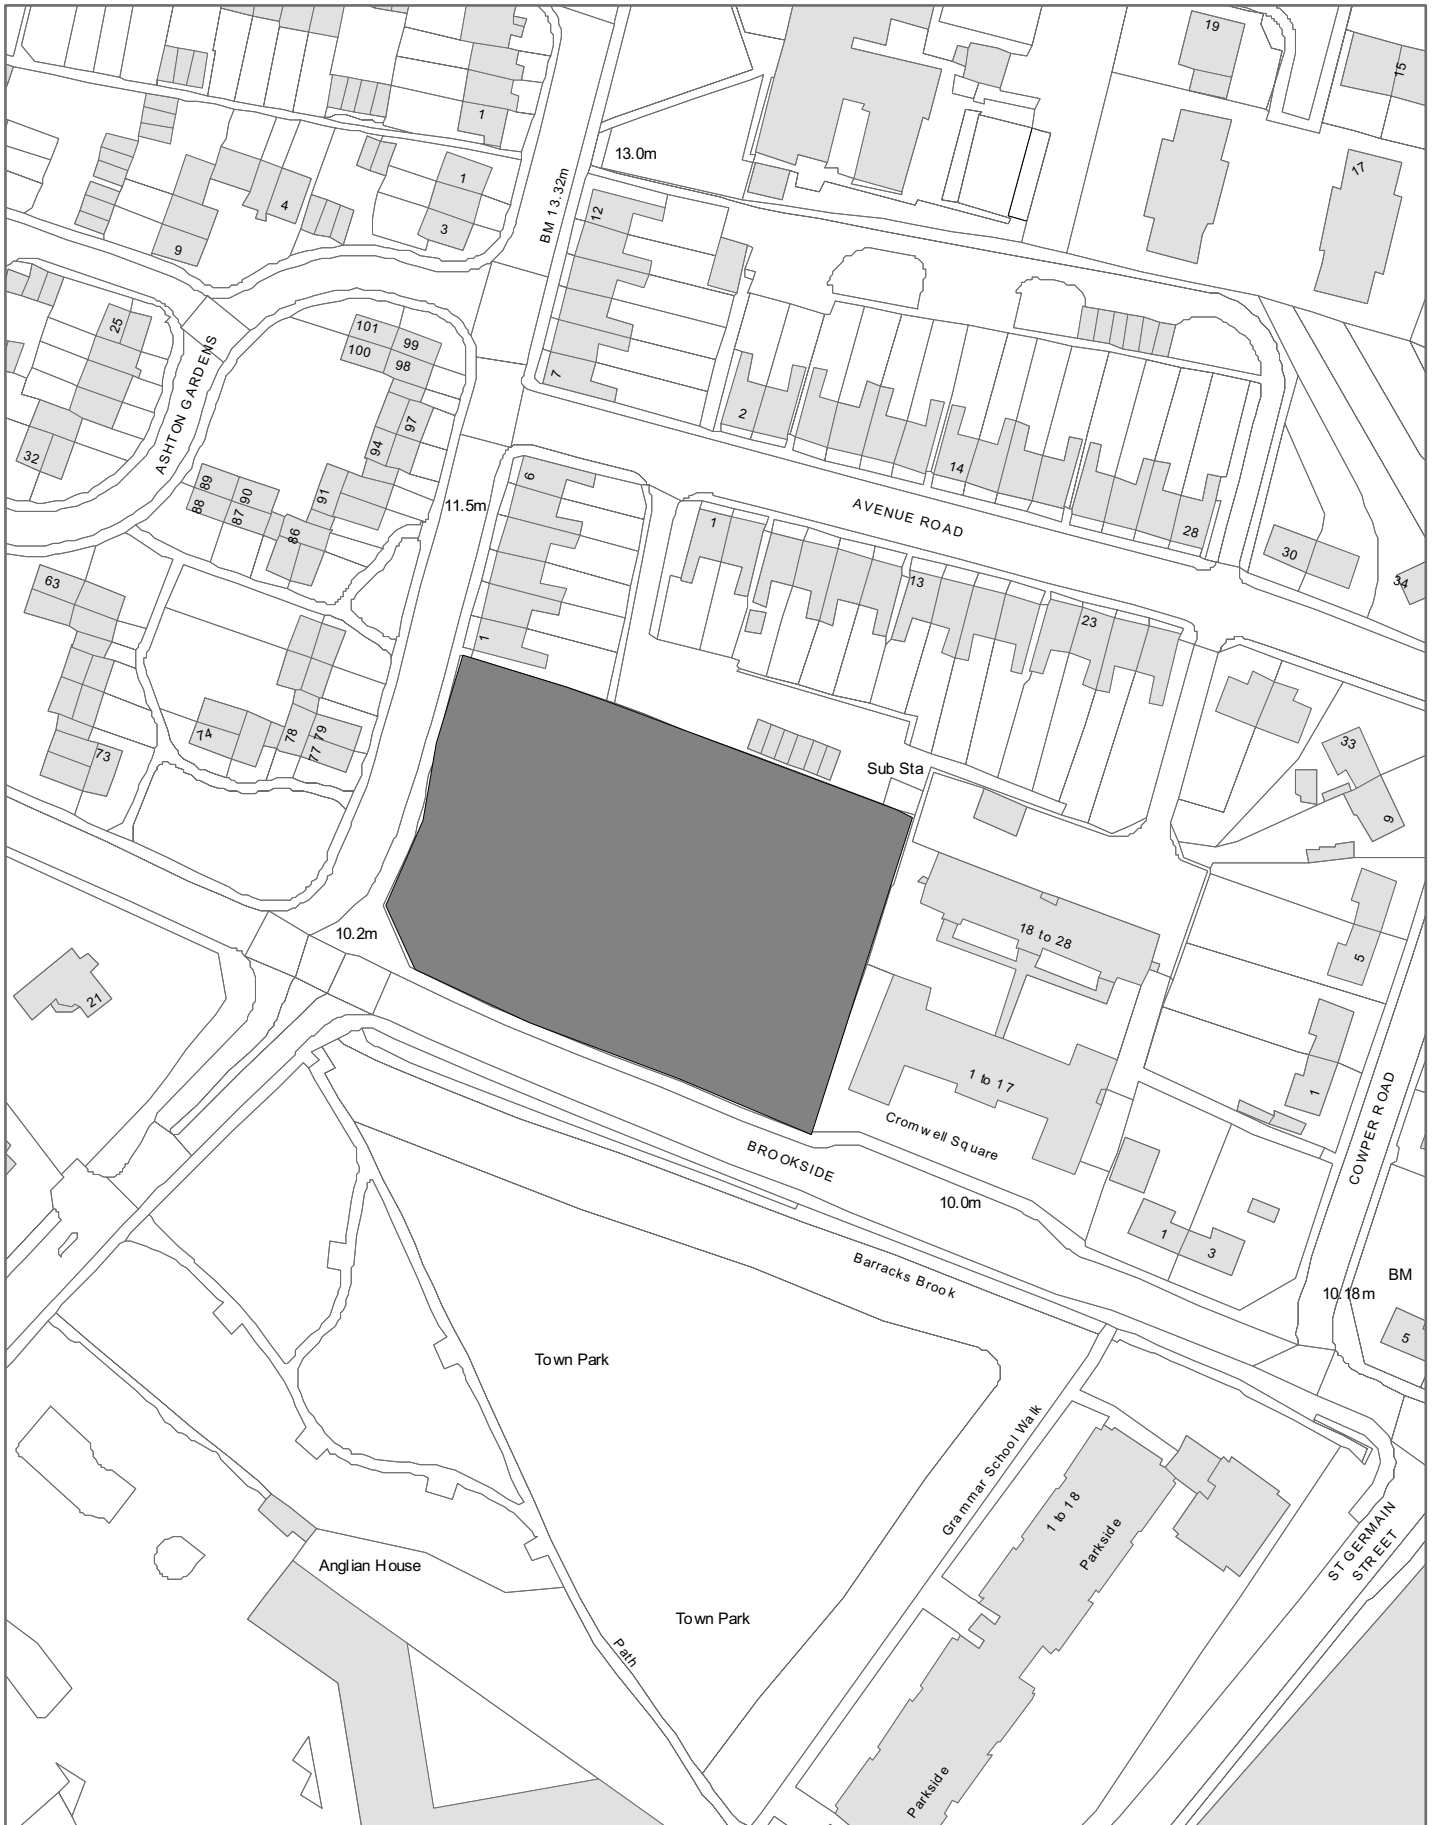 19
15
1
13.0m
17
1
4
3
9
BM 13.32m
12
25
101
99
100
98
ASHTON GARDENS
7
2
97
94
32
14
89
90
91
88
87
86
11.5m
6
AVENUE ROAD
1
28
30
63
13
34
23
1
74
78
79
77
73
33
9
Sub Sta
10.2m
18 to 28
5
21
1 to 17
1
Cromwell Square
BROOKSIDE
COWPER ROAD
10.0m
1
3
Barracks Brook
BM
10.18m
5
Town Park
Grammar School Walk
1 to 18
Parkside
ST GERMAIN
STREET
Anglian House
Town Park
Path
Parkside